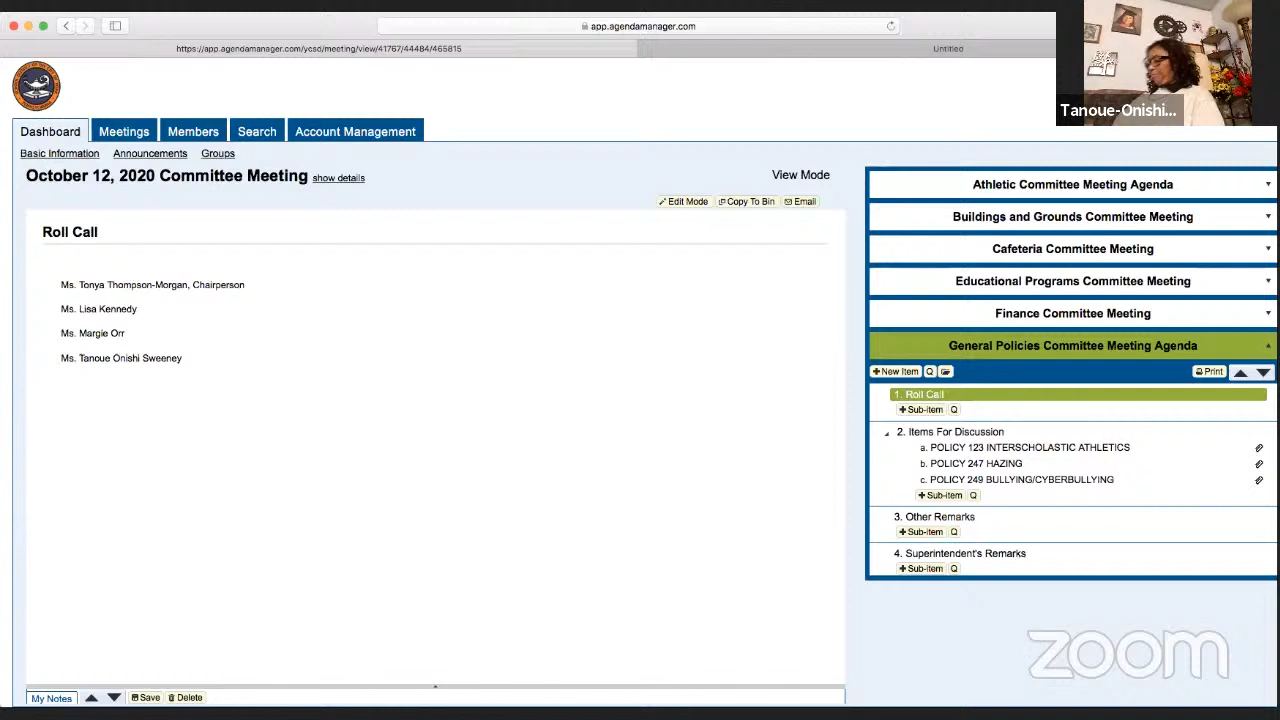 app.agendamanager.com
https://app.agendamanager.com/ycsd/meeting/view/41767/44484/465815
Untitled
Tanoue-Onishi...
Dashboard
Meetings
Members
Search
Account Management
Basic Information
Announcements
Groups
October 12, 2020 Committee Meeting show details
View Mode
Edit Mode
Copy To Bin
Email
Roll Call
Ms. Tonya Thompson-Morgan, Chairperson
Ms. Lisa Kennedy
Ms. Margie Orr
Ms. Tanoue Onishi Sweeney
Athletic Committee Meeting Agenda
Buildings and Grounds Committee Meeting
Cafeteria Committee Meeting
Educational Programs Committee Meeting
Finance Committee Meeting
General Policies Committee Meeting Agenda
New Item
Print
1. Roll Call
Sub-item
2. Items For Discussion
a. POLICY 123 INTERSCHOLASTIC ATHLETICS
b. POLICY 247 HAZING
c. POLICY 249 BULLYING/CYBERBULLYING
Sub-item
3. Other Remarks
Sub-item
4. Superintendent's Remarks
Sub-item
My Notes
Save
Delete
zoom